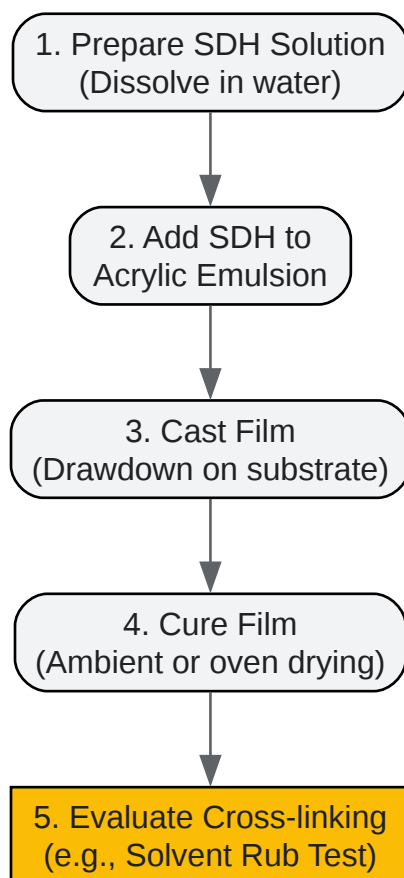 1. Prepare SDH Solution
(Dissolve in water)
2. Add SDH to
Acrylic Emulsion
3. Cast Film
(Drawdown on substrate)
4. Cure Film
(Ambient or oven drying)
5. Evaluate Cross-linking
(e.g., Solvent Rub Test)